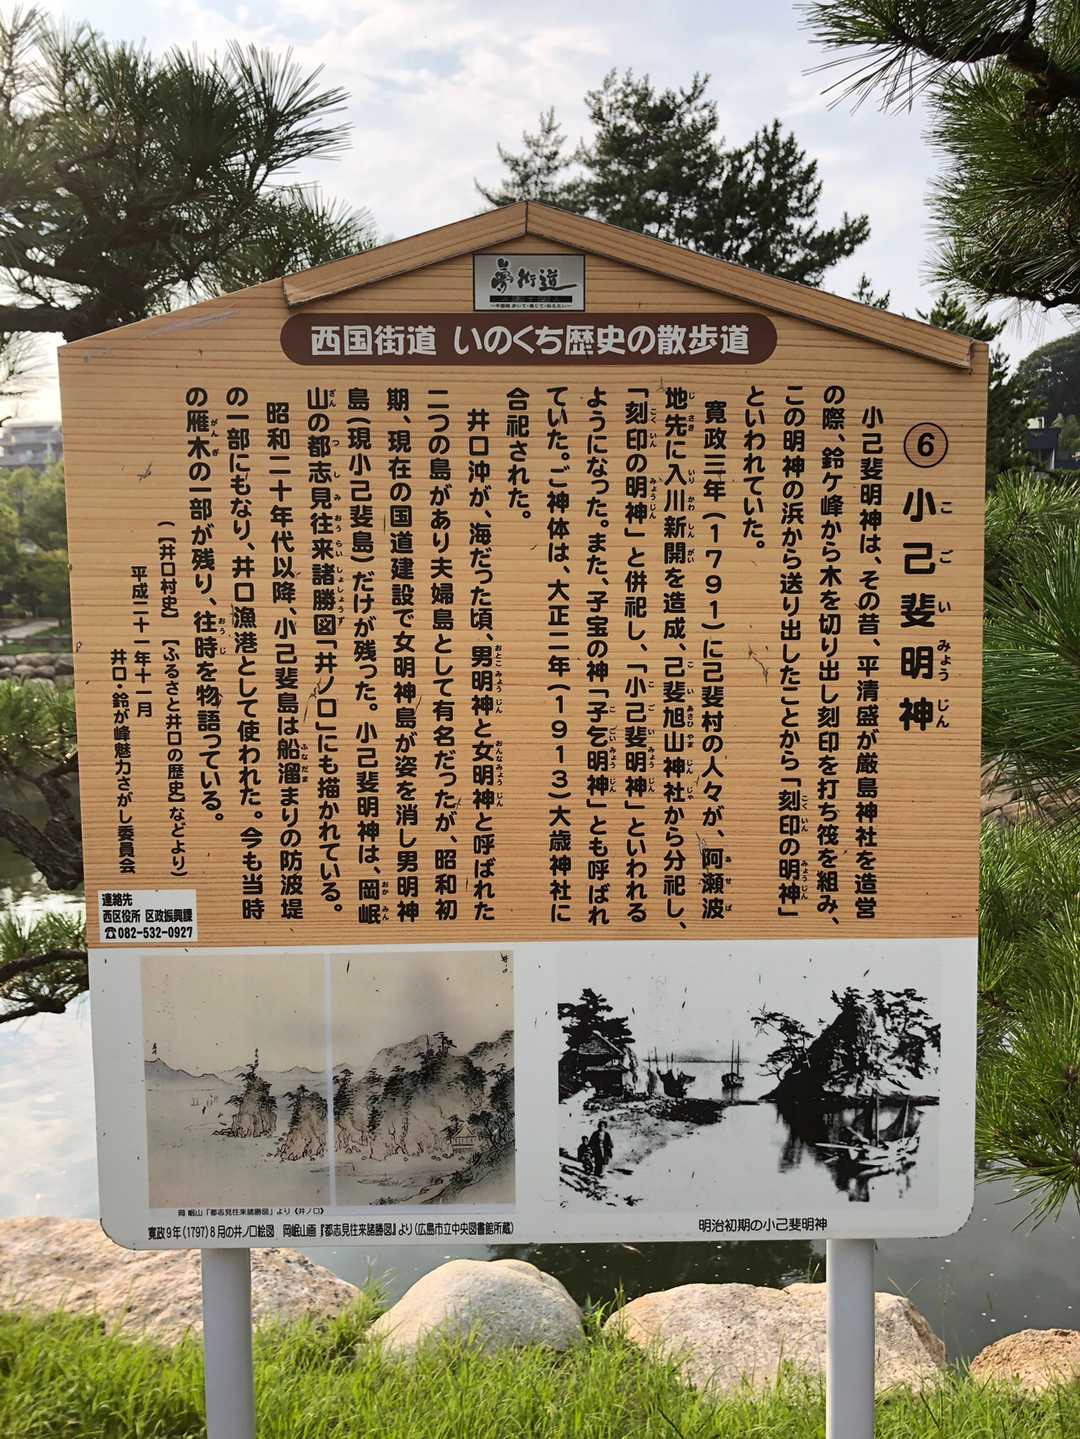 夢街道
西国街道 いのくち歴史の散歩道
⑥ 小己斐明神
こ ご い みょう じん
小己斐明神は、その昔、平清盛が厳島神社を造営
の際、鈴ケ峰から木を切り出し刻印を打ち筏を組み、
この明神の浜から送り出したことから「刻印の明神」
といわれていた。
寛政三年(1791)に己斐村の人々が、阿瀬波
地先に入川新開を造成、己斐旭山神社から分祀し、
「刻印の明神」と併祀し、「小己斐明神」といわれる
ようになった。また、子宝の神「子乞明神」とも呼ばれ
ていた。ご神体は、大正二年(1913)大歳神社に
合祀された。
井口沖が、海だった頃、男明神と女明神と呼ばれた
二つの島があり夫婦島として有名だったが、昭和初
期、現在の国道建設で女明神島が姿を消し男明神
島(現小己斐島)だけが残った。小己斐明神は、岡岷
山の都志見往来諸勝図「井ノ口」にも描かれている。
昭和二十年代以降、小己斐島は船溜まりの防波堤
の一部にもなり、井口漁港として使われた。今も当時
の雁木の一部が残り、往時を物語っている。
(【井口村史】【ふるさと井口の歴史】などより)
平成二十一年十一月
井口・鈴が峰魅力さがし委員会
連絡先
西区役所 区政振興課
☎082-532-0927
岡 岷山「都志見往来諸勝図」より《井ノ口》
寛政9年(1797)8月の井ノ口絵図 岡岷山画『都志見往来諸勝図』より(広島市立中央図書館所蔵)
明治初期の小己斐明神